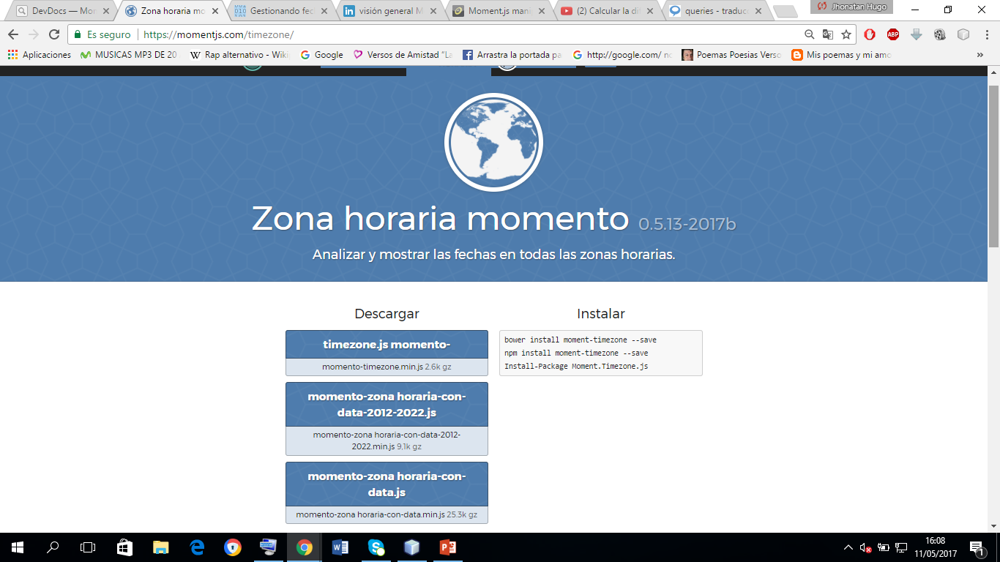 DevDocs — Mor
Zona horaria mo
Gestionando fec
visión general M
Moment.js mani
(2) Calcular la di
queries - traducc
Jhonatan Hugo
Es seguro
https://momentjs.com/timezone/
Aplicaciones
MUSICAS MP3 DE 20
Rap alternativo - Wiki
Google
Versos de Amistad "La
Arrastra la portada pa
http://google.com/ nc
Poemas Poesias Verso
Mis poemas y mi amo
»
Zona horaria momento 0.5.13-2017b
Analizar y mostrar las fechas en todas las zonas horarias.
Descargar
timezone.js momento-
momento-timezone.min.js 2.6k gz
momento-zona horaria-con-
data-2012-2022.js
momento-zona horaria-con-data-2012-
2022.min.js 9,1k gz
momento-zona horaria-con-
data.js
momento-zona horaria-con-data.min.js 25.3k gz
Instalar
bower install moment-timezone --save
npm install moment-timezone --save
Install-Package Moment.Timezone.js
16:08
11/05/2017
1